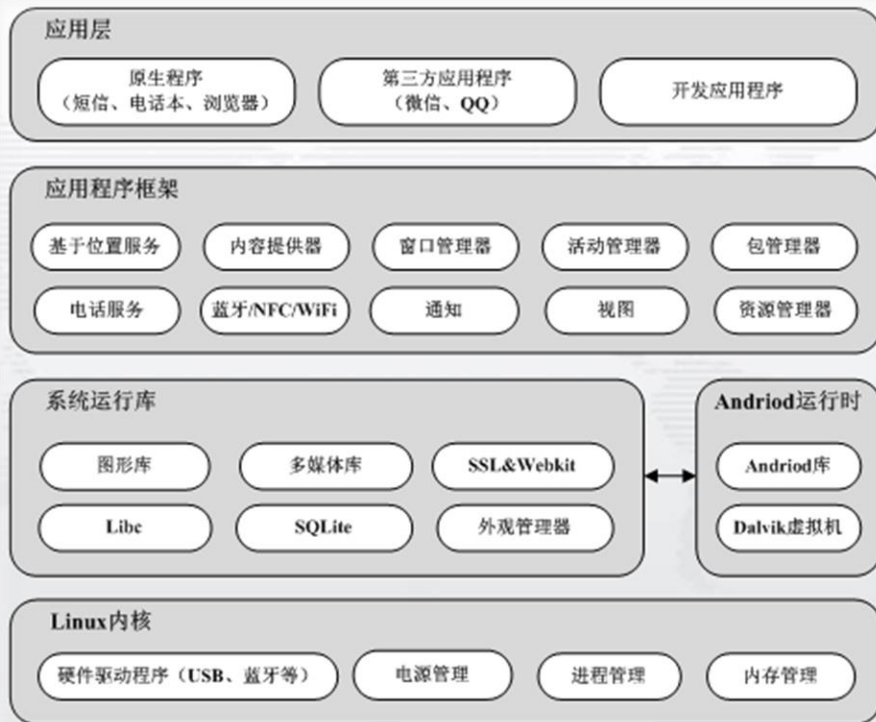 应用层
原生程序
（短信、电话本、浏览器）
第三方应用程序
（微信、QQ）
开发应用程序
应用程序框架
基于位置服务
内容提供器
窗口管理器
活动管理器
包管理器
电话服务
蓝牙/NFC/WiFi
通知
视图
资源管理器
系统运行库
图形库
多媒体库
SSL&Webkit
Libc
SQLite
外观管理器
Andriod运行时
Andriod库
Dalvik虚拟机
Linux内核
硬件驱动程序（USB、蓝牙等）
电源管理
进程管理
内存管理